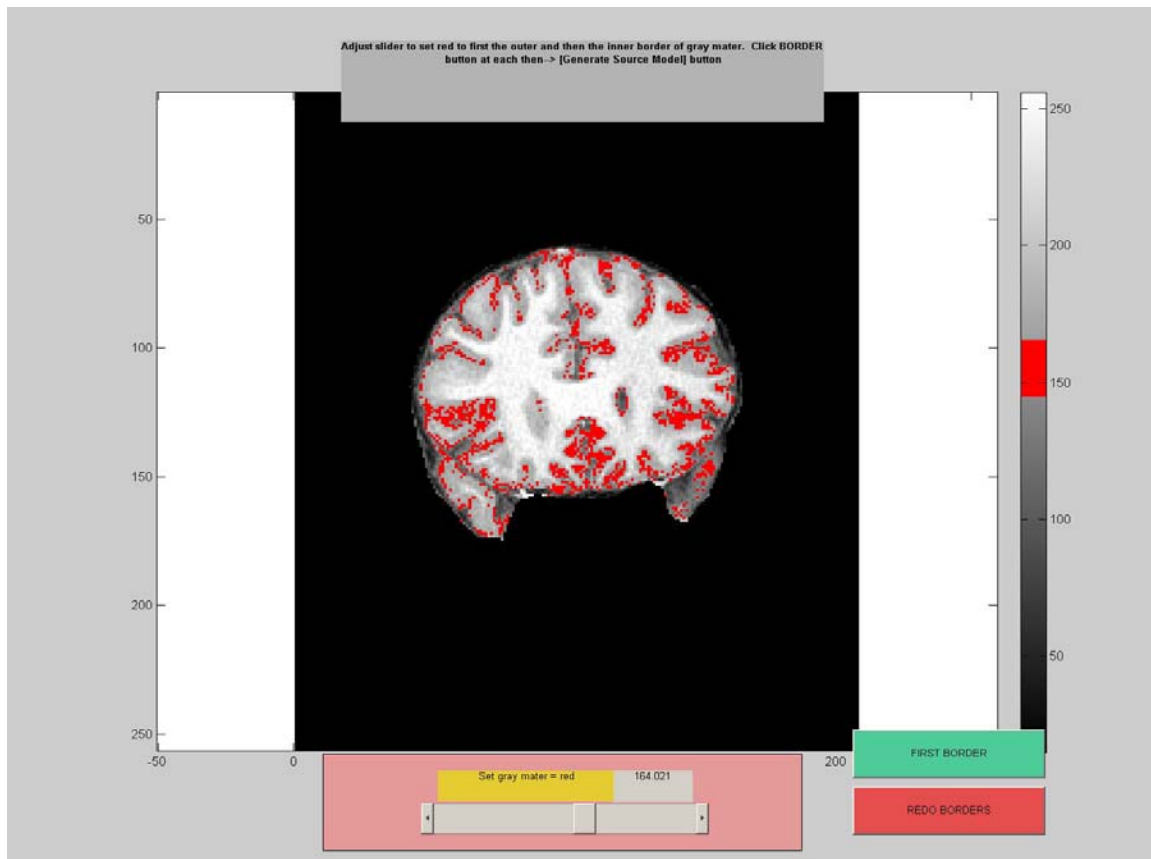 Adjust slider to set red to first the outer and then the inner border of gray mater. Click BORDER
button at each then--> [Generate Source Model] button
250
50
200
100
150
150
100
200
50
250
-50
0
200
FIRST BORDER
Set gray mater = red
164.021
REDO BORDERS